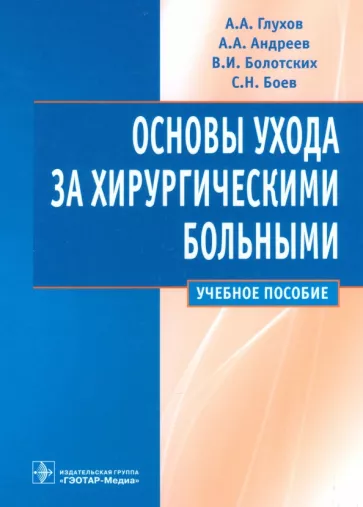 А.А. Глухов
А.А. Андреев
В.И. Болотских
С.Н. Боев
ОСНОВЫ УХОДА
ЗА ХИРУРГИЧЕСКИМИ
БОЛЬНЫМИ
УЧЕБНОЕ ПОСОБИЕ
ИЗДАТЕЛЬСКАЯ ГРУППА
«ГЭОТАР-Медиа»